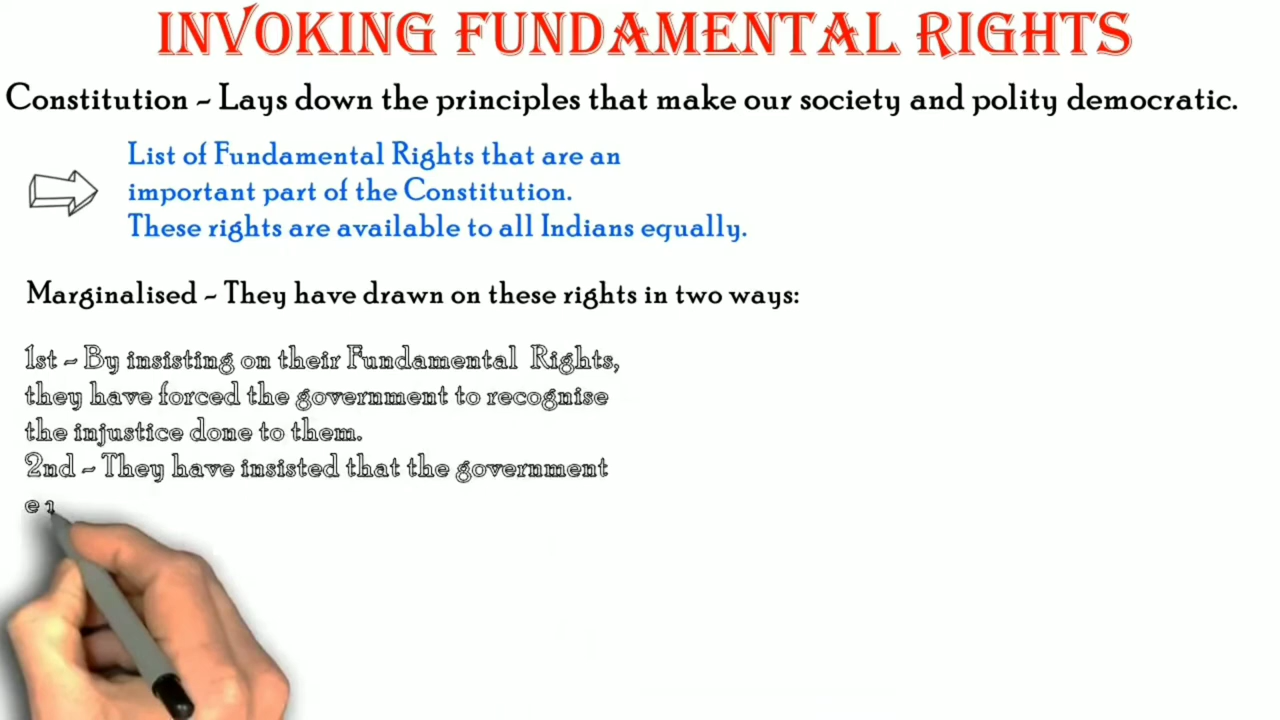 INVOKING FUNDAMENTAL RIGHTS
Constitution - Lays down the principles that make our society and polity democratic.
List of Fundamental Rights that are an
important part of the Constitution.
These rights are available to all Indians equally.
Marginalised - They have drawn on these rights in two ways:
1st - By insisting on their Fundamental Rights,
they have forced the government to recognise
the injustice done to them.
2nd - They have insisted that the government